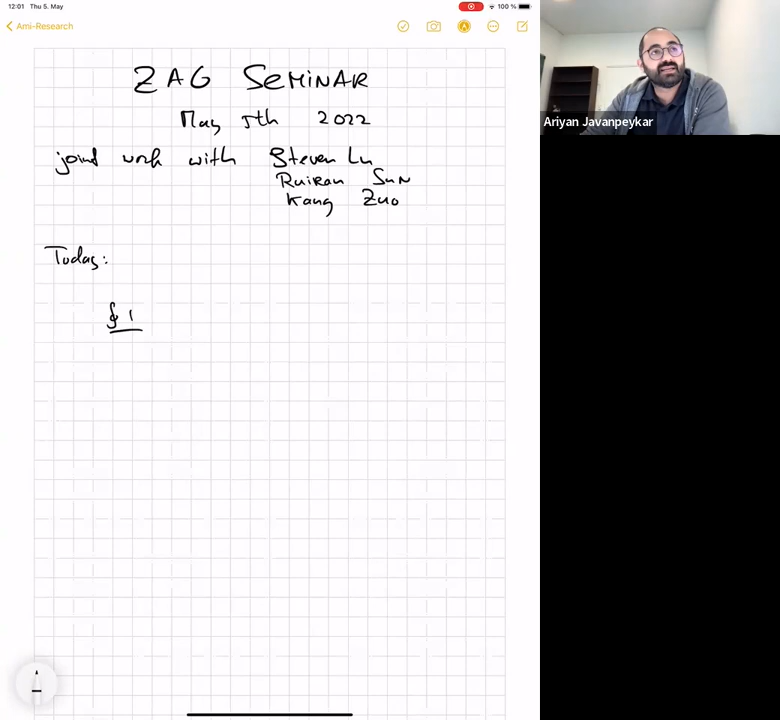 12:01 Thu 5. May
100 %
Ami-Research
ZAG SEMINAR
May 5th 2022
joint work with Steven Lu
Ruiran Sun
Kang Zuo
Today:
§ 1
Ariyan Javanpeykar